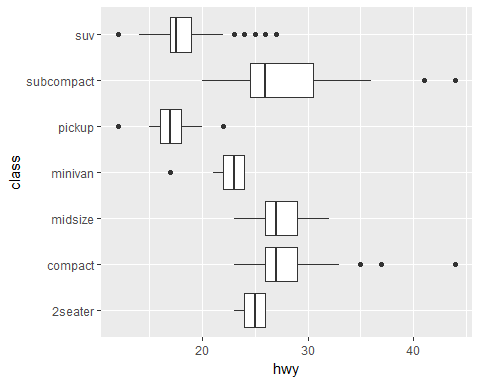 suv
subcompact
pickup
minivan
midsize
compact
2seater
class
20 30 40
hwy